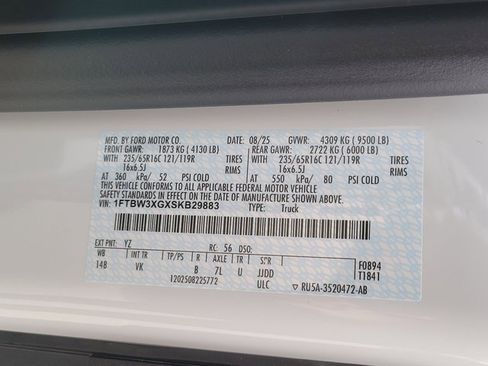 MFD. BY FORD MOTOR CO. 08/25 GVWR: 4309 KG ( 9500 LB)
FRONT GAWR: 1873 KG ( 4130 LB) REAR GAWR: 2722 KG ( 6000 LB)
WITH 235/65R16C 121/119R TIRES WITH 235/65R16C 121/119R TIRES
16x6.5J RIMS 16x6.5J RIMS
AT 360 kPa/ 52 PSI COLD AT 550 kPa/ 80 PSI COLD
THIS VEHICLE CONFORMS TO ALL APPLICABLE FEDERAL MOTOR VEHICLE
SAFETY STANDARDS IN EFFECT ON THE DATE OF MANUFACTURE SHOWN ABOVE.
VIN: 1FTBW3XGXSKB29883 TYPE: Truck
EXT PNT: YZ RC: 56 DSO:
WB INT TR TP/PS R AXLE TR S*R F0894
148 VK B 7L U JJDD T1841
1202508225772 ULC ▽ RU5A-3520472-AB